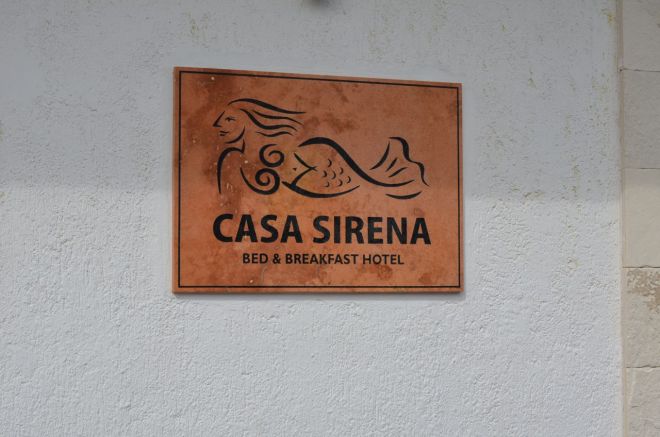 CASA SIRENA
BED & BREAKFAST HOTEL